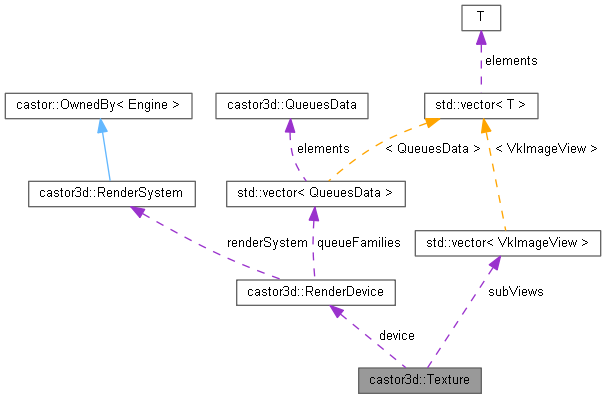 T
elements
castor::OwnedBy< Engine >
castor3d::QueuesData
std::vector< T >
elements
< QueuesData >
< VkImageView >
castor3d::RenderSystem
std::vector< QueuesData >
renderSystem
queueFamilies
std::vector< VkImageView >
castor3d::RenderDevice
subViews
device
castor3d::Texture